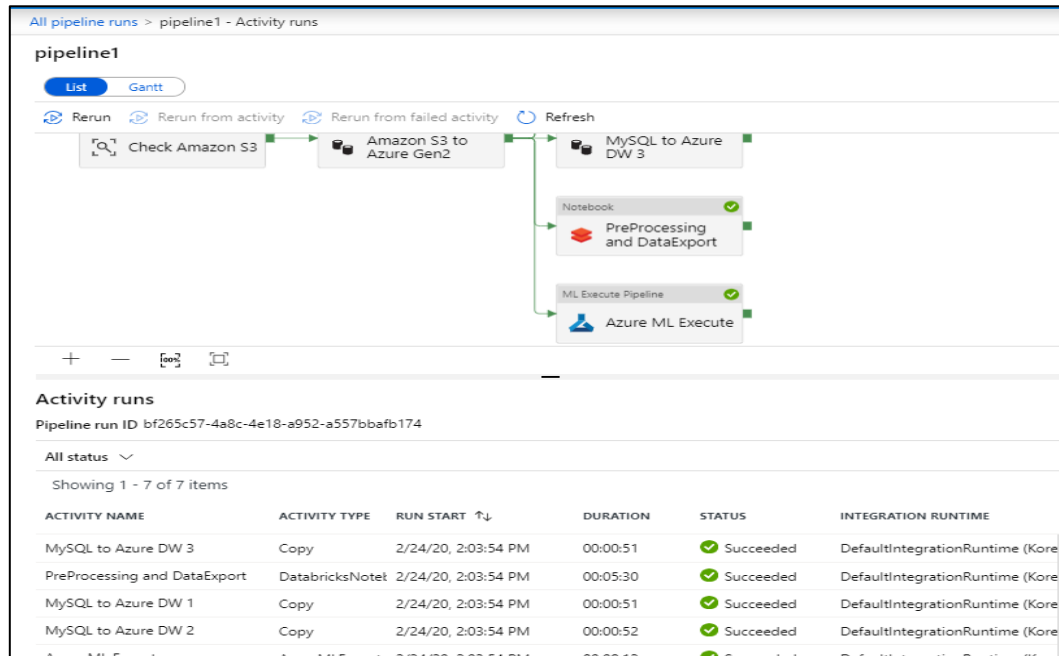 All pipeline runs > pipeline1 - Activity runs
pipeline1
List Gantt
Rerun Rerun from activity Rerun from failed activity Refresh
Check Amazon S3
Amazon S3 to
Azure Gen2
MySQL to Azure
DW 3
Notebook
PreProcessing
and DataExport
ML Execute Pipeline
Azure ML Execute
Activity runs
Pipeline run ID bf265c57-4a8c-4e18-a952-a557bbafb174
All status
Showing 1 - 7 of 7 items
ACTIVITY NAME ACTIVITY TYPE RUN START DURATION STATUS INTEGRATION RUNTIME
MySQL to Azure DW 3 Copy 2/24/20, 2:03:54 PM 00:00:51 Succeeded DefaultIntegrationRuntime (Kore
PreProcessing and DataExport DatabricksNotel 2/24/20, 2:03:54 PM 00:05:30 Succeeded DefaultIntegrationRuntime (Kore
MySQL to Azure DW 1 Copy 2/24/20, 2:03:54 PM 00:00:51 Succeeded DefaultIntegrationRuntime (Kore
MySQL to Azure DW 2 Copy 2/24/20, 2:03:54 PM 00:00:52 Succeeded DefaultIntegrationRuntime (Kore